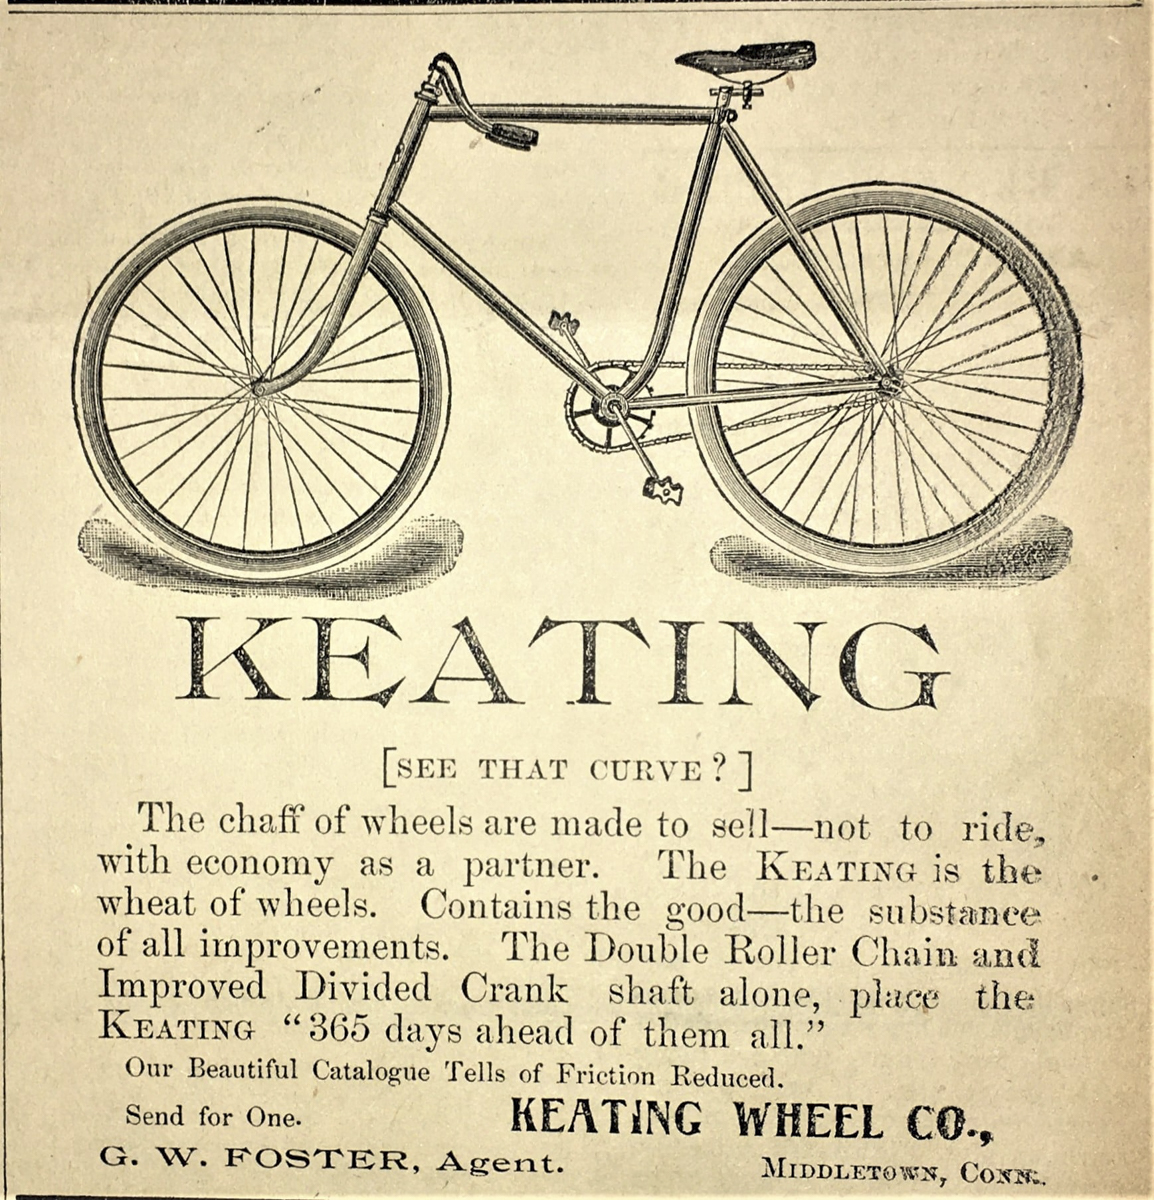 KEATING
[SEE THAT CURVE?]
The chaff of wheels are made to sell—not to ride,
with economy as a partner. The KEATING is the
wheat of wheels. Contains the good—the substance
of all improvements. The Double Roller Chain and
Improved Divided Crank shaft alone, place the
KEATING “365 days ahead of them all.”
Our Beautiful Catalogue Tells of Friction Reduced.
Send for One. KEATING WHEEL CO.,
G. W. FOSTER, Agent. MIDDLETOWN, CONN.